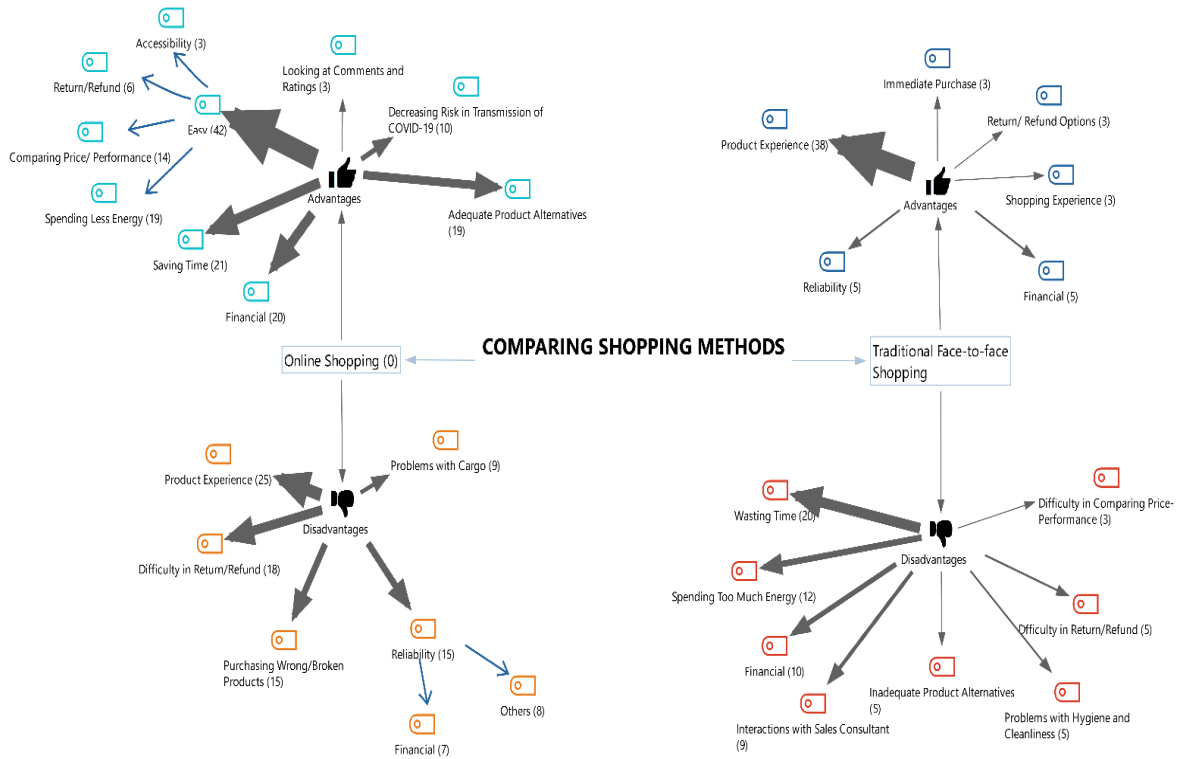 Accessibility (3)
Return/Refund (6)
Easy (42)
Comparing Price/ Performance (14)
Spending Less Energy (19)
Saving Time (21)
Financial (20)
Looking at Comments and
Ratings (3)
Decreasing Risk in Transmission of
COVID-19 (10)
Adequate Product Alternatives
(19)
Advantages
Online Shopping (0)
COMPARING SHOPPING METHODS
Traditional Face-to-face
Shopping
Immediate Purchase (3)
Return/ Refund Options (3)
Product Experience (38)
Shopping Experience (3)
Advantages
Reliability (5)
Financial (5)
Product Experience (25)
Problems with Cargo (9)
Disadvantages
Difficulty in Return/Refund (18)
Purchasing Wrong/Broken
Products (15)
Reliability (15)
Others (8)
Financial (7)
Wasting Time (20)
Difficulty in Comparing Price-
Performance (3)
Disadvantages
Spending Too Much Energy (12)
Difficulty in Return/Refund (5)
Financial (10)
Inadequate Product Alternatives
(5)
Interactions with Sales Consultant
(9)
Problems with Hygiene and
Cleanliness (5)